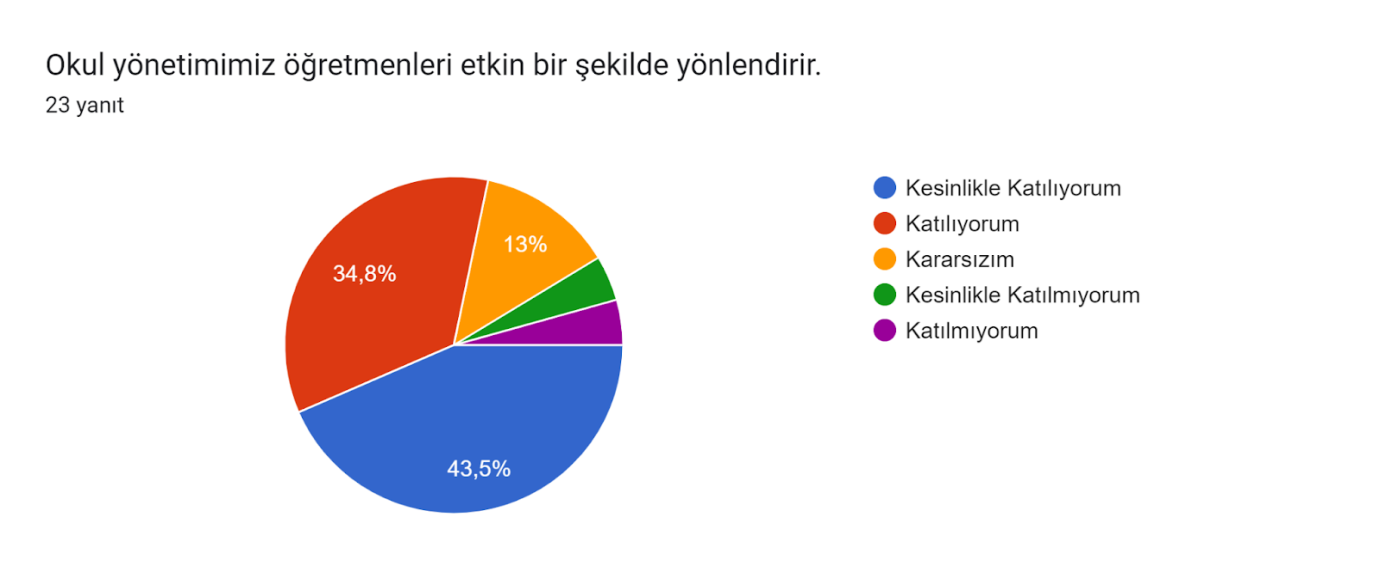 Okul yönetimimiz öğretmenleri etkin bir şekilde yönlendirir.
23 yanıt
Kesinlikle Katılıyorum
Katılıyorum
Kararsızım
Kesinlikle Katılmıyorum
Katılmıyorum
13%
34,8%
43,5%